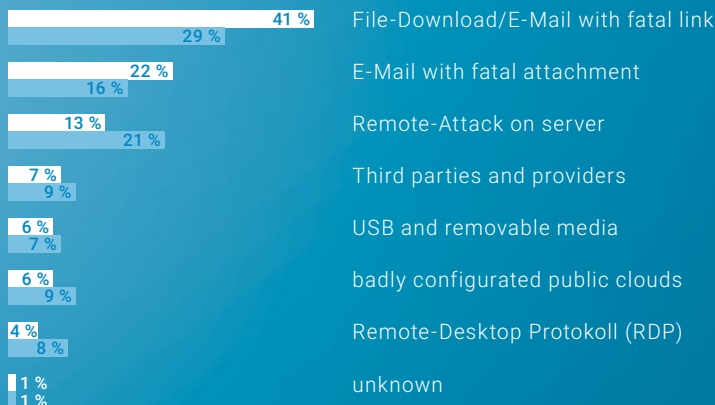 41 % File-Download/E-Mail with fatal link
29 %
22 % E-Mail with fatal attachment
16 %
13 % Remote-Attack on server
21 %
7 % Third parties and providers
9 %
6 % USB and removable media
7 %
6 % badly configurated public clouds
9 %
4 % Remote-Desktop Protokoll (RDP)
8 %
1 % unknown
1 %